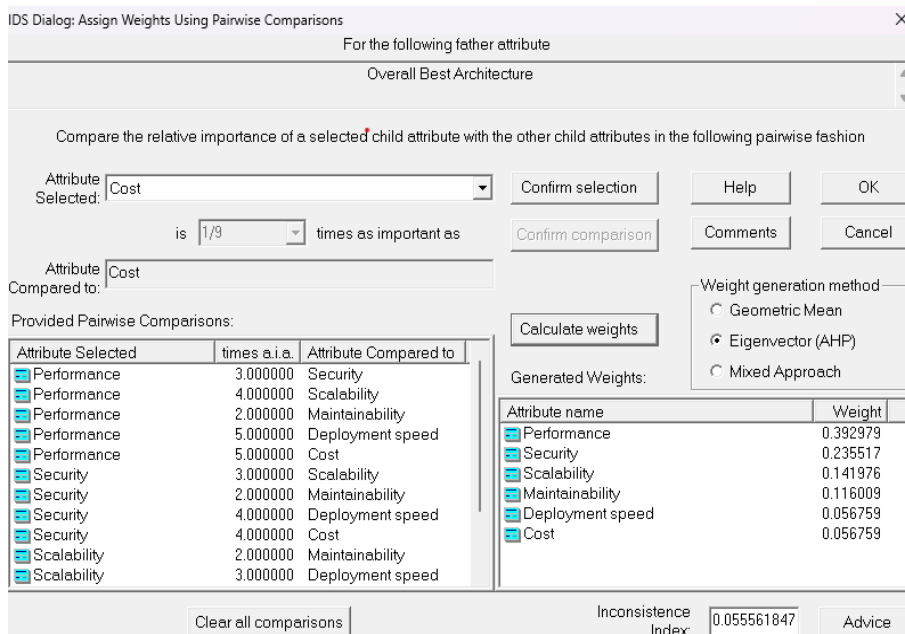 IDS Dialog: Assign Weights Using Pairwise Comparisons
For the following father attribute
Overall Best Architecture
Compare the relative importance of a selected child attribute with the other child attributes in the following pairwise fashion
Attribute Selected: Cost
Confirm selection
Help
OK
is 1/9 times as important as
Confirm comparison
Comments
Cancel
Attribute Compared to: Cost
Weight generation method
Geometric Mean
Eigenvector (AHP)
Mixed Approach
Calculate weights
Provided Pairwise Comparisons:
Attribute Selected times a.i.a. Attribute Compared to
Performance 3.000000 Security
Performance 4.000000 Scalability
Performance 2.000000 Maintainability
Performance 5.000000 Deployment speed
Performance 5.000000 Cost
Security 3.000000 Scalability
Security 2.000000 Maintainability
Security 4.000000 Deployment speed
Security 4.000000 Cost
Scalability 2.000000 Maintainability
Scalability 3.000000 Deployment speed
Generated Weights:
Attribute name Weight
Performance 0.392979
Security 0.235517
Scalability 0.141976
Maintainability 0.116009
Deployment speed 0.056759
Cost 0.056759
Clear all comparisons
Inconsistence Index: 0.055561847
Advice